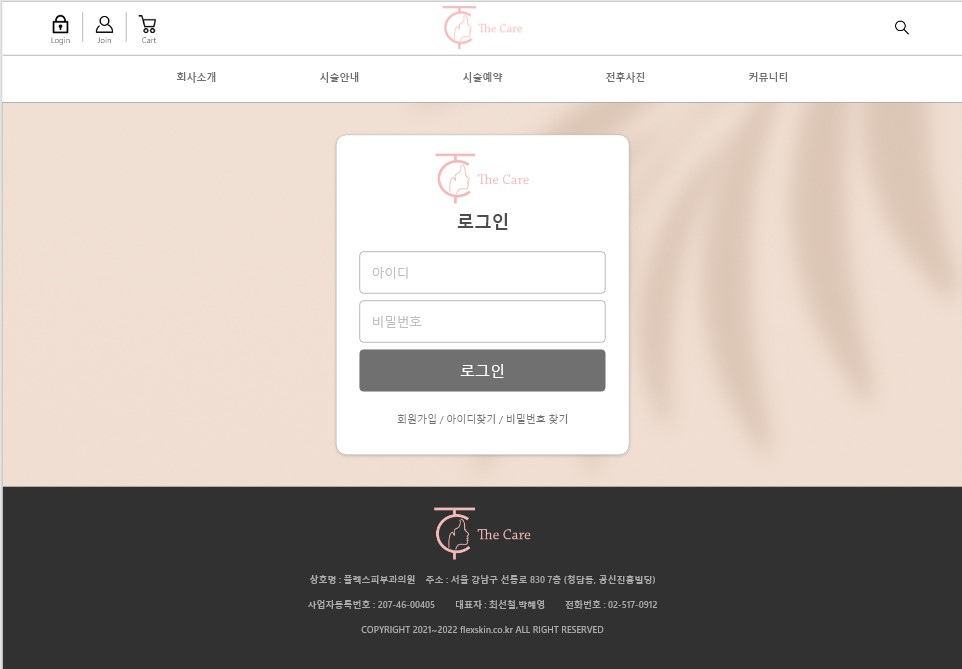 Login Join Cart
The Care
회사소개 시술안내 시술예약 전후사진 커뮤니티
The Care
로그인
아이디
비밀번호
로그인
회원가입 / 아이디찾기 / 비밀번호 찾기
The Care
상호명 : 플렉스피부과의원 주소 : 서울 강남구 선릉로 830 7층 (청담동, 공신진흥빌딩)
사업자등록번호 : 207-46-00405 대표자 : 최선철,박혜영 전화번호 : 02-517-0912
COPYRIGHT 2021~2022 flexskin.co.kr ALL RIGHT RESERVED